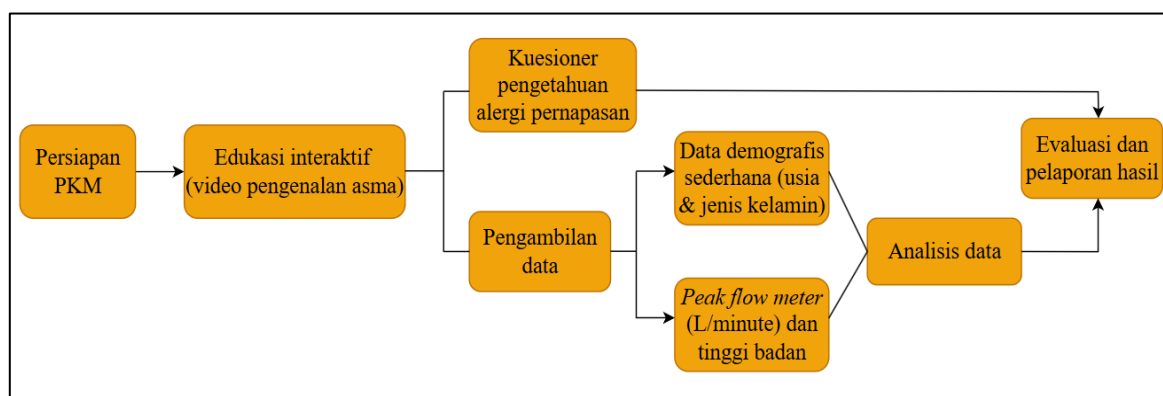 Persiapan
PKM
Edukasi interaktif
(video pengenalan asma)
Kuesioner
pengetahuan
alergi pernapasan
Pengambilan
data
Data demografis
sederhana (usia
& jenis kelamin)
Peak flow meter
(L/minute) dan
tinggi badan
Analisis data
Evaluasi dan
pelaporan hasil